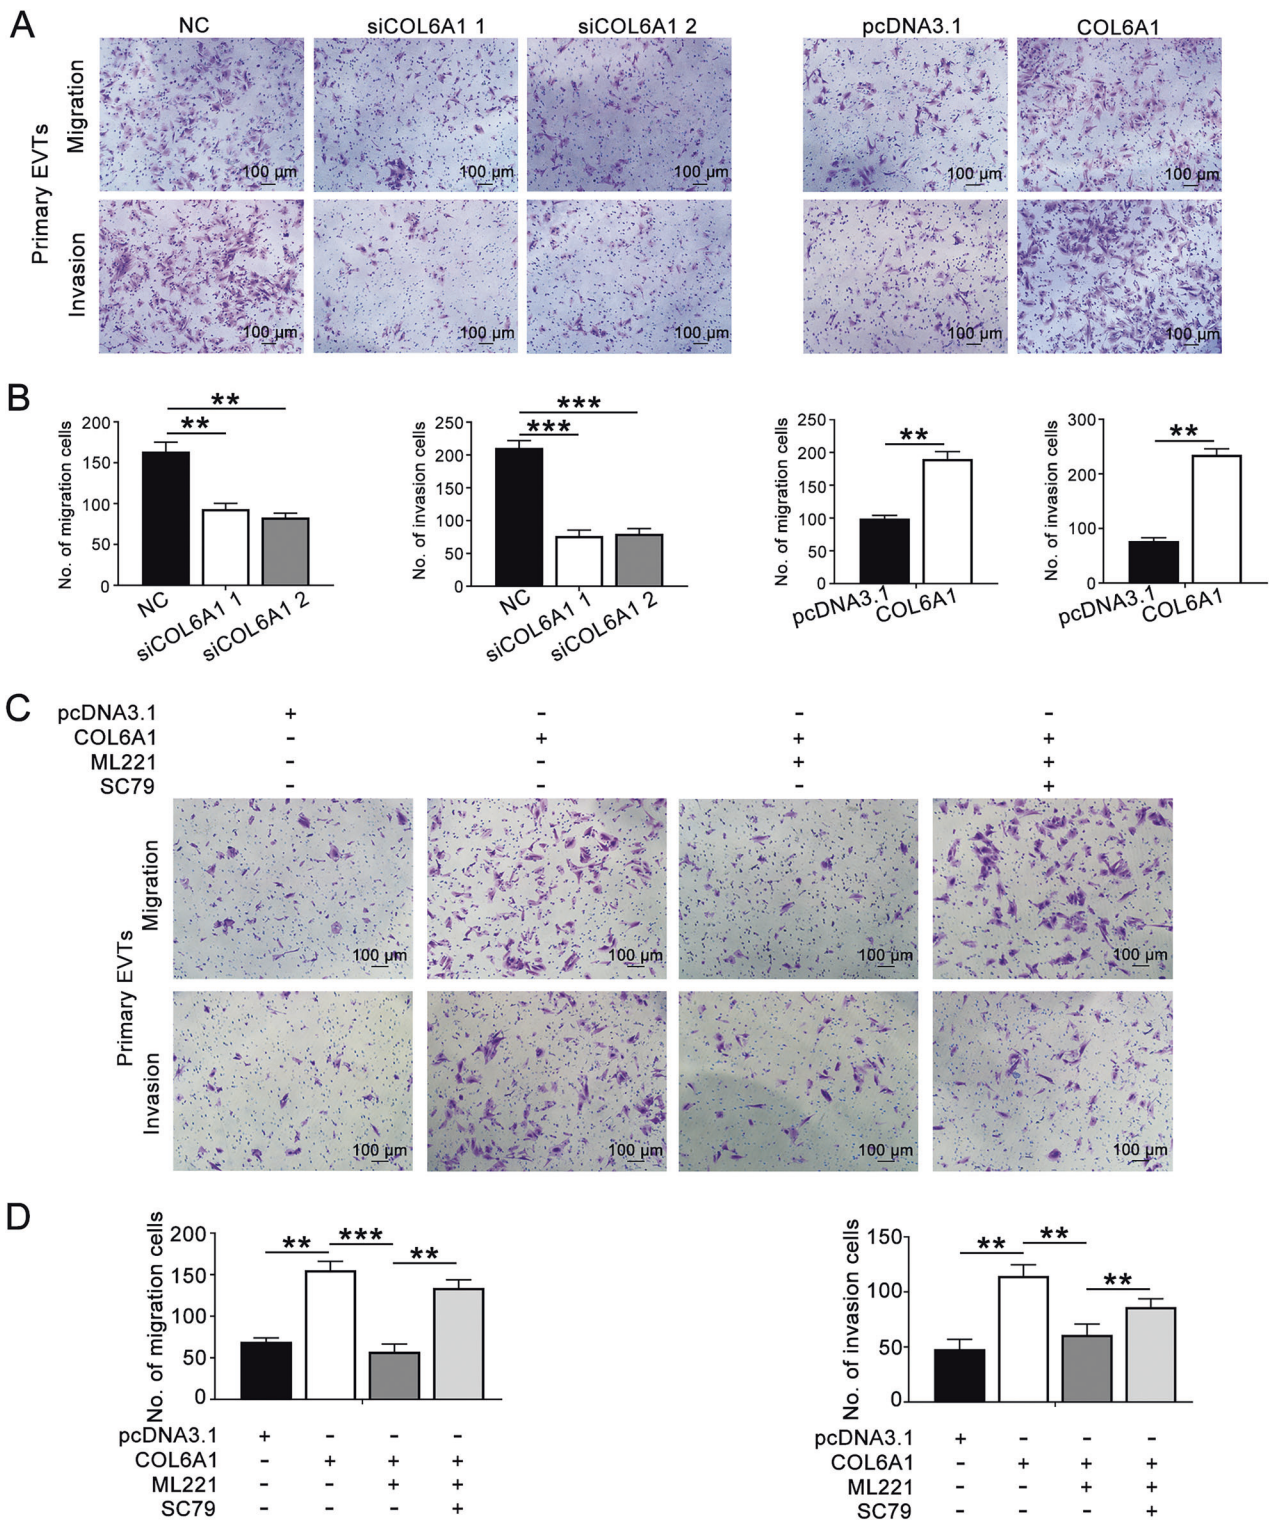 A
NC siCOL6A1 1 siCOL6A1 2 pcDNA3.1 COL6A1
Primary EVTs
Migration
100 μm 100 μm 100 μm 100 μm 100 μm
Invasion
100 μm 100 μm 100 μm 100 μm 100 μm
B
No. of migration cells
200
150
100
50
0
** **
NC siCOL6A1 1 siCOL6A1 2
No. of invasion cells
250
200
150
100
50
0
*** ***
NC siCOL6A1 1 siCOL6A1 2
No. of migration cells
250
200
150
100
50
0
**
pcDNA3.1 COL6A1
No. of invasion cells
300
200
100
0
**
pcDNA3.1 COL6A1
C
pcDNA3.1 + - - -
COL6A1 - + + +
ML221 - - + +
SC79 - - - +
Primary EVTs
Migration
100 μm 100 μm 100 μm 100 μm
Invasion
100 μm 100 μm 100 μm 100 μm
D
No. of migration cells
200
150
100
50
0
** *** **
pcDNA3.1 + - - -
COL6A1 - + + +
ML221 - - + +
SC79 - - - +
No. of invasion cells
150
100
50
0
** ** **
pcDNA3.1 + - - -
COL6A1 - + + +
ML221 - - + +
SC79 - - - +